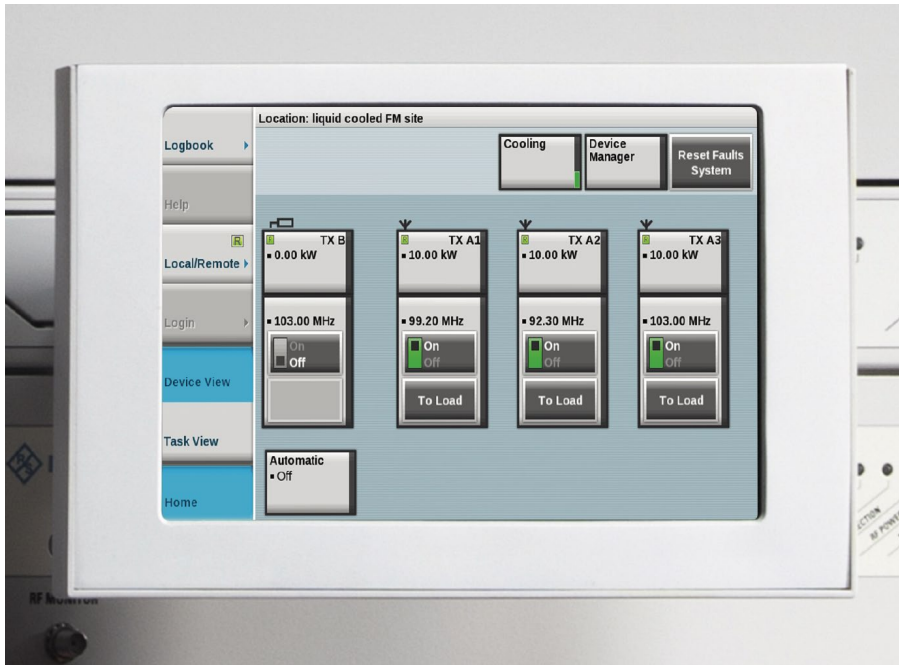 Location: liquid cooled FM site
Logbook
Help
R
Local/Remote
Login
Device View
Task View
Home
Cooling
Device
Manager
Reset Faults
System
R TX B
0.00 kW
103.00 MHz
On
Off
R TX A1
10.00 kW
99.20 MHz
On
Off
To Load
R TX A2
10.00 kW
92.30 MHz
On
Off
To Load
R TX A3
10.00 kW
103.00 MHz
On
Off
To Load
Automatic
Off
R&S
RF MONITOR
RF POWER